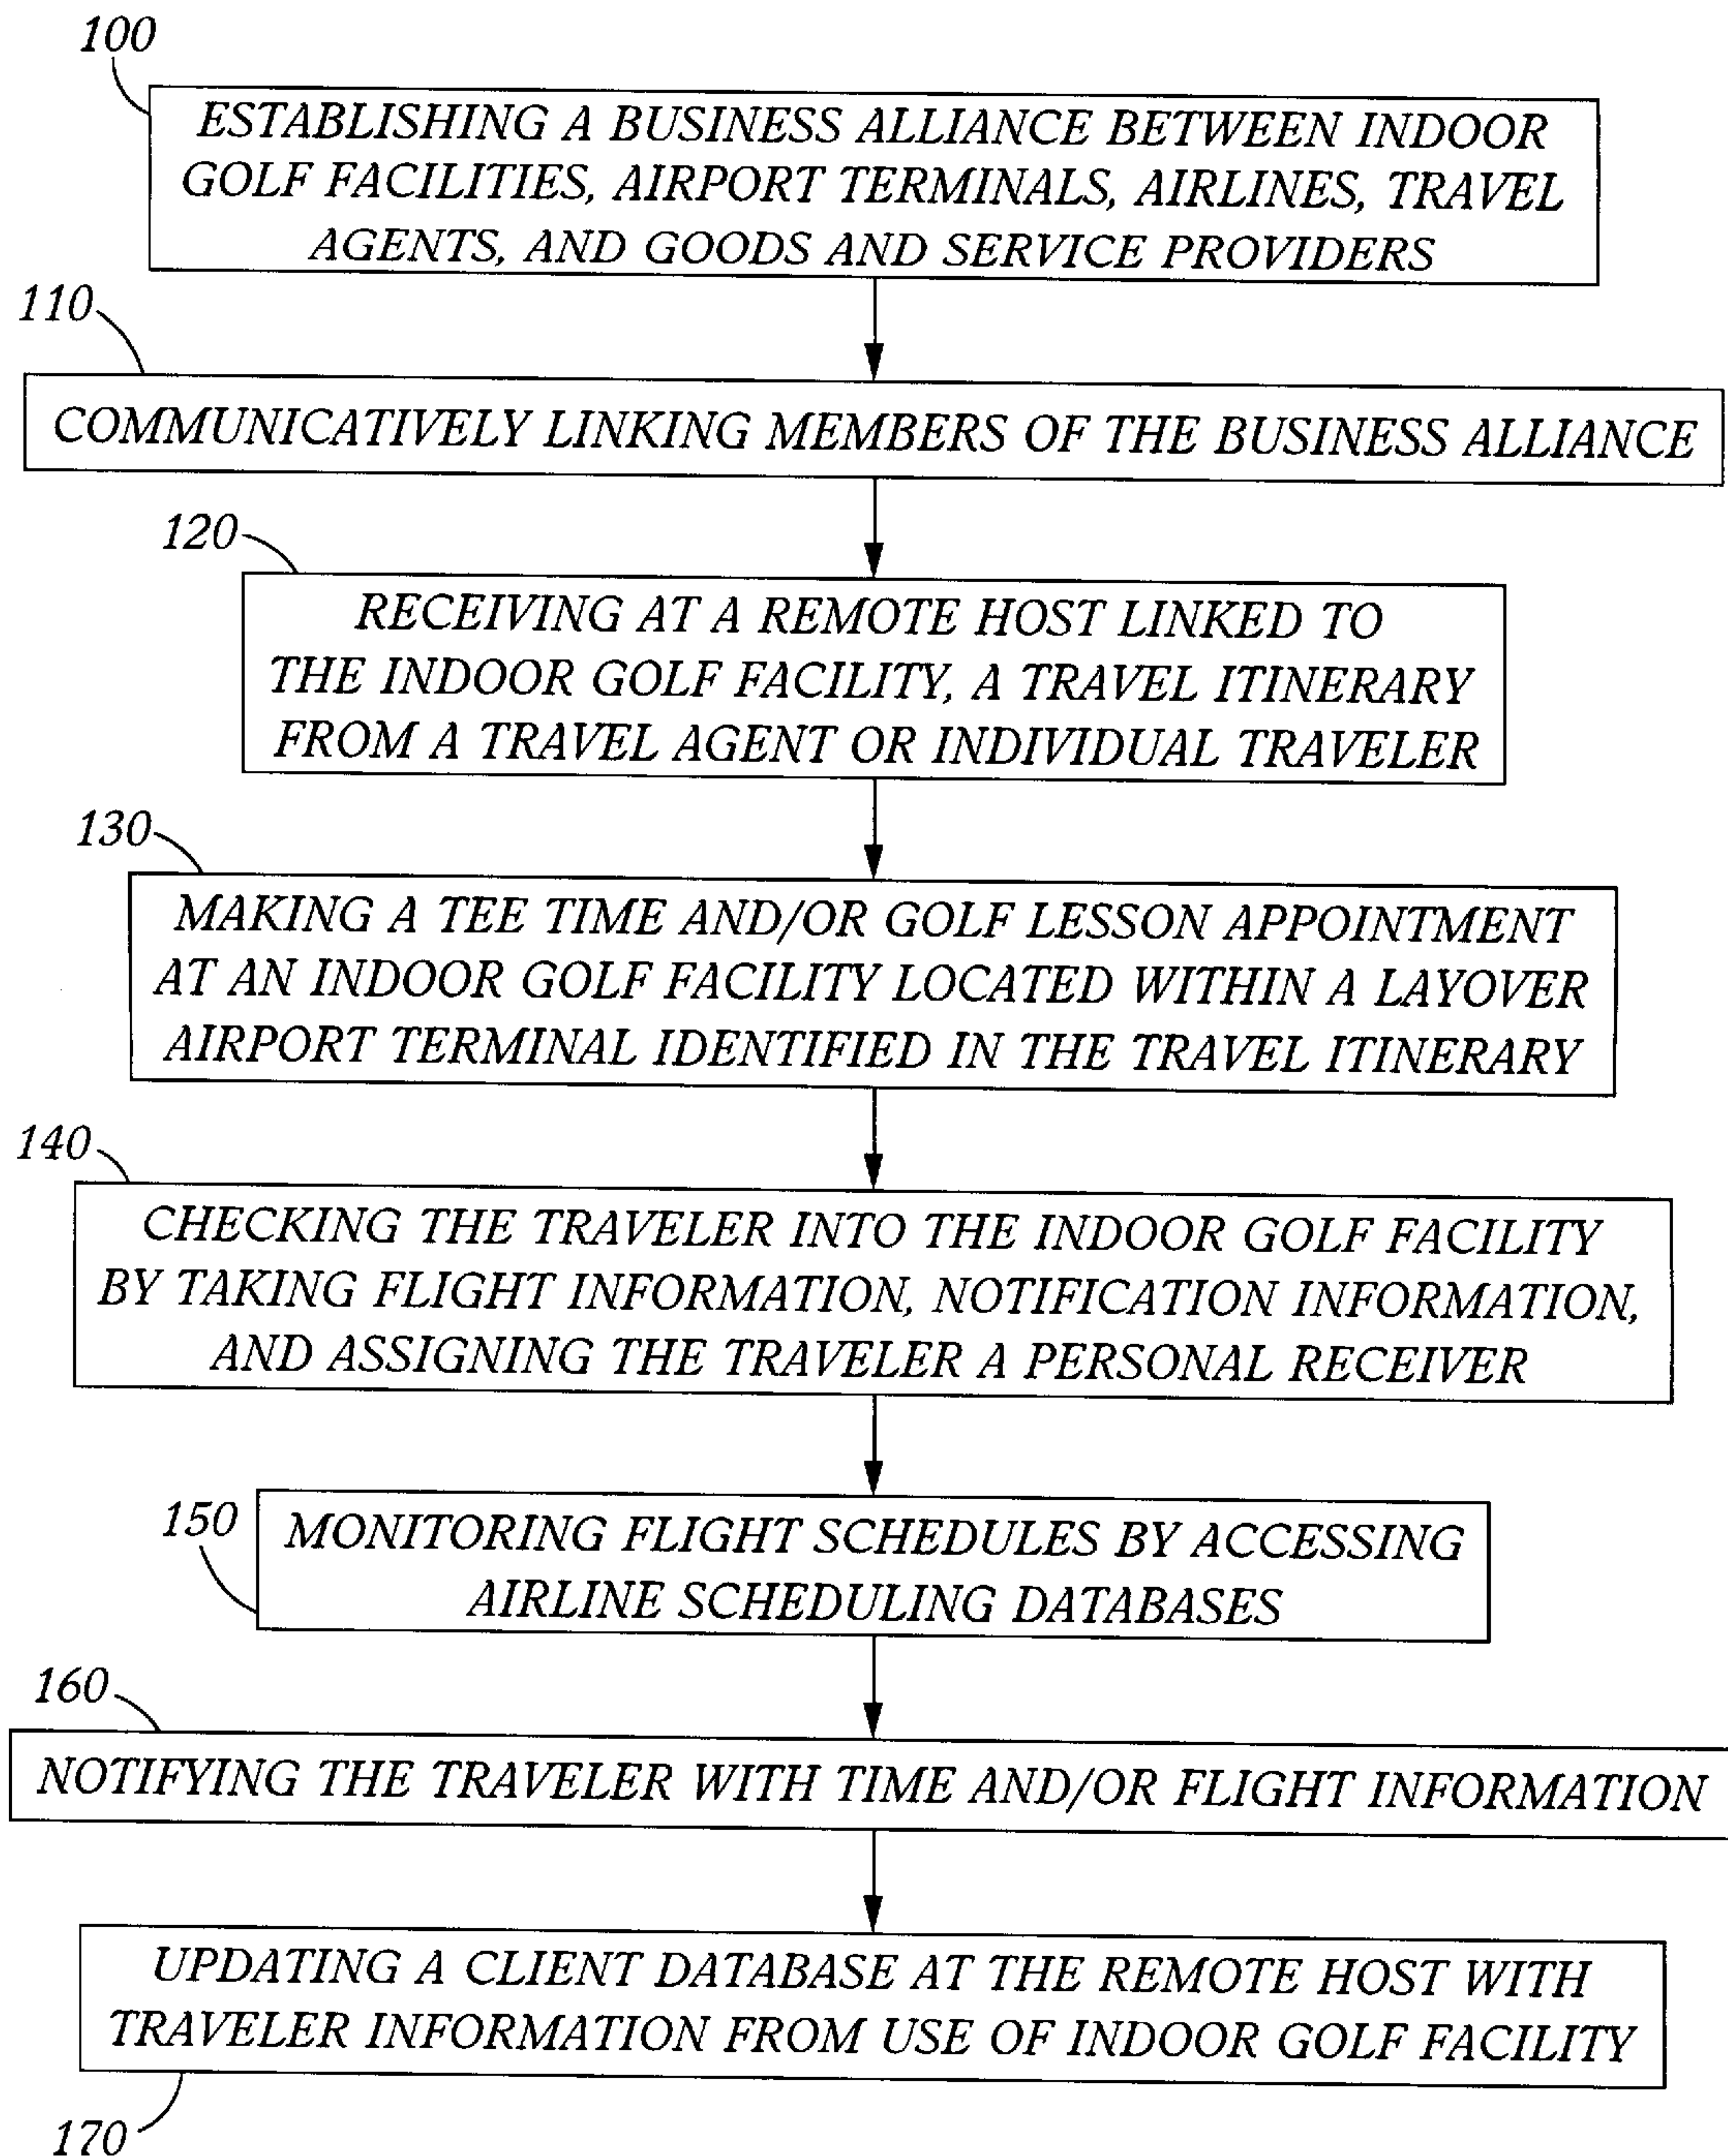 100
ESTABLISHING A BUSINESS ALLIANCE BETWEEN INDOOR
GOLF FACILITIES, AIRPORT TERMINALS, AIRLINES, TRAVEL
AGENTS, AND GOODS AND SERVICE PROVIDERS
110
COMMUNICATIVELY LINKING MEMBERS OF THE BUSINESS ALLIANCE
120
RECEIVING AT A REMOTE HOST LINKED TO
THE INDOOR GOLF FACILITY, A TRAVEL ITINERARY
FROM A TRAVEL AGENT OR INDIVIDUAL TRAVELER
130
MAKING A TEE TIME AND/OR GOLF LESSON APPOINTMENT
AT AN INDOOR GOLF FACILITY LOCATED WITHIN A LAYOVER
AIRPORT TERMINAL IDENTIFIED IN THE TRAVEL ITINERARY
140
CHECKING THE TRAVELER INTO THE INDOOR GOLF FACILITY
BY TAKING FLIGHT INFORMATION, NOTIFICATION INFORMATION,
AND ASSIGNING THE TRAVELER A PERSONAL RECEIVER
150
MONITORING FLIGHT SCHEDULES BY ACCESSING
AIRLINE SCHEDULING DATABASES
160
NOTIFYING THE TRAVELER WITH TIME AND/OR FLIGHT INFORMATION
UPDATING A CLIENT DATABASE AT THE REMOTE HOST WITH
TRAVELER INFORMATION FROM USE OF INDOOR GOLF FACILITY
170